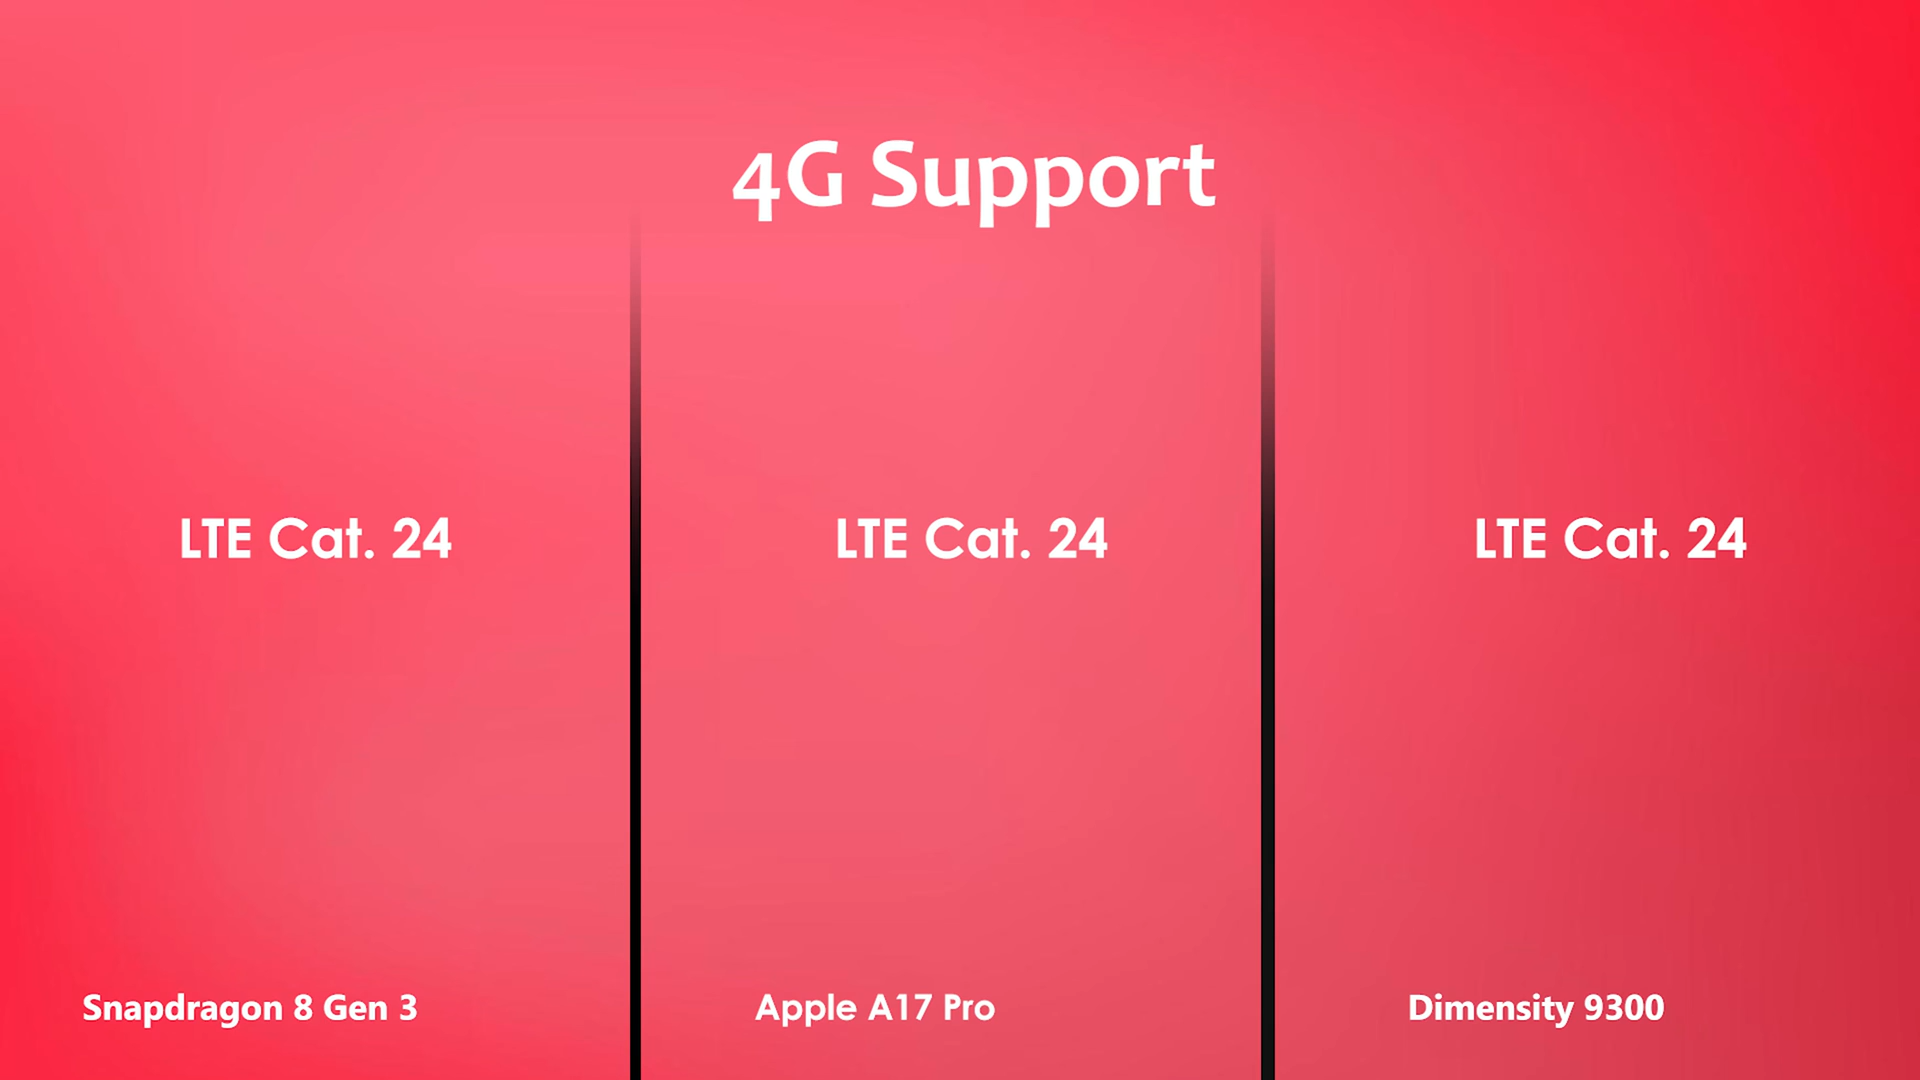 4G Support
LTE Cat. 24
LTE Cat. 24
LTE Cat. 24
Snapdragon 8 Gen 3
Apple A17 Pro
Dimensity 9300